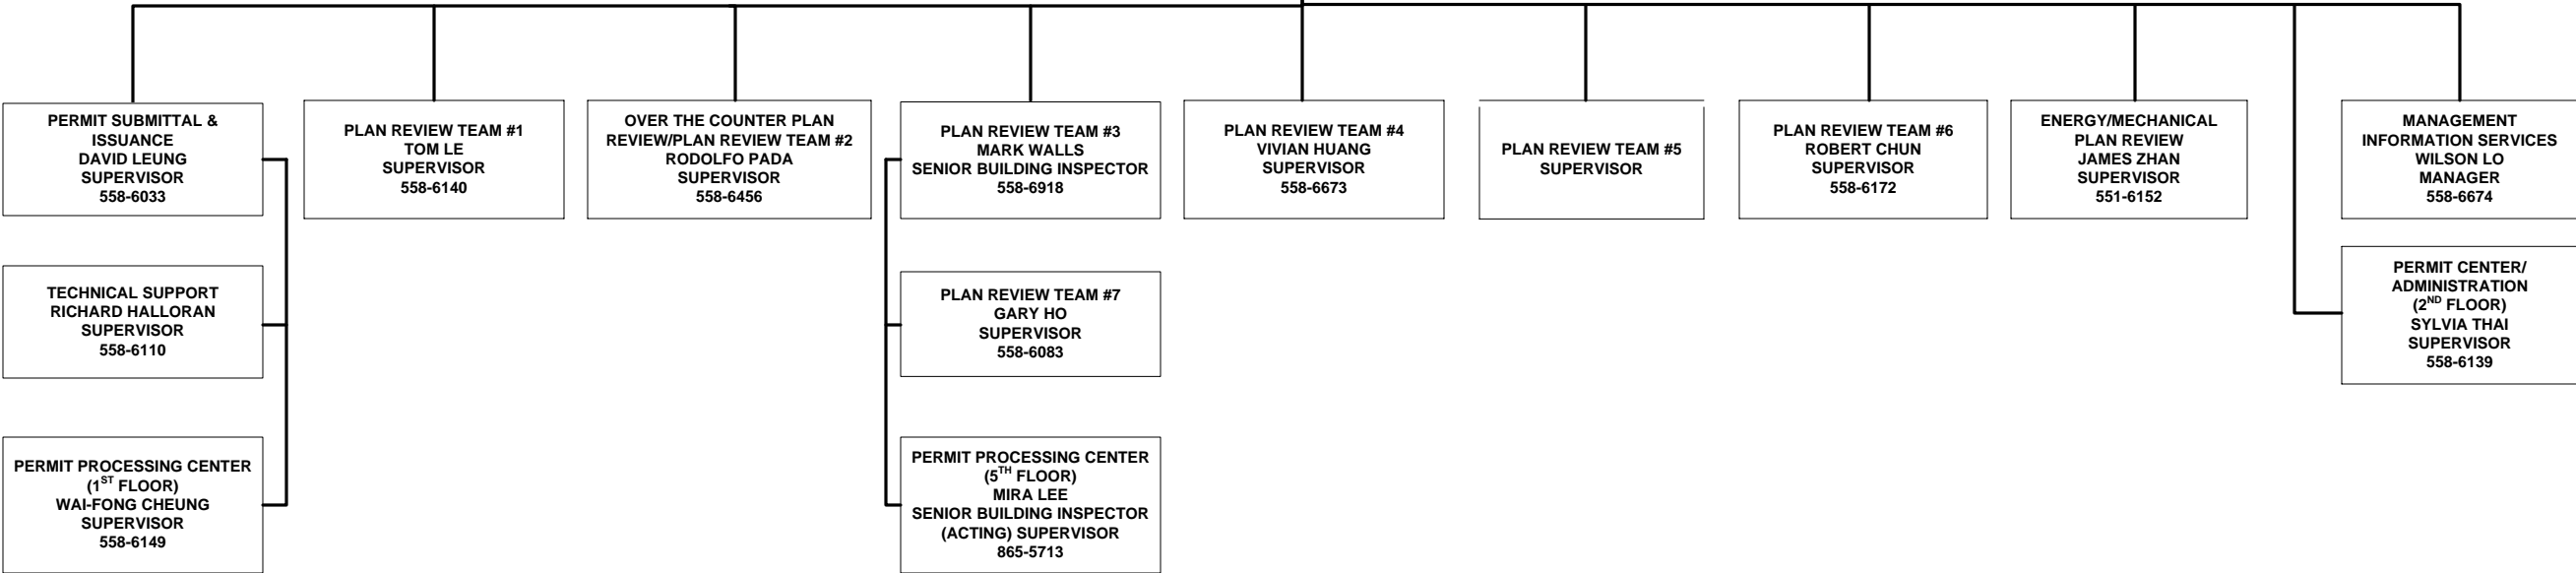 PERMIT SUBMITTAL &
ISSUANCE
DAVID LEUNG
SUPERVISOR
558-6033
PLAN REVIEW TEAM #1
TOM LE
SUPERVISOR
558-6140
OVER THE COUNTER PLAN
REVIEW/PLAN REVIEW TEAM #2
RODOLFO PADA
SUPERVISOR
558-6456
PLAN REVIEW TEAM #3
MARK WALLS
SENIOR BUILDING INSPECTOR
558-6918
PLAN REVIEW TEAM #4
VIVIAN HUANG
SUPERVISOR
558-6673
PLAN REVIEW TEAM #5
SUPERVISOR
PLAN REVIEW TEAM #6
ROBERT CHUN
SUPERVISOR
558-6172
ENERGY/MECHANICAL
PLAN REVIEW
JAMES ZHAN
SUPERVISOR
551-6152
MANAGEMENT
INFORMATION SERVICES
WILSON LO
MANAGER
558-6674
TECHNICAL SUPPORT
RICHARD HALLORAN
SUPERVISOR
558-6110
PLAN REVIEW TEAM #7
GARY HO
SUPERVISOR
558-6083
PERMIT CENTER/
ADMINISTRATION
(2ND FLOOR)
SYLVIA THAI
SUPERVISOR
558-6139
PERMIT PROCESSING CENTER
(1ST FLOOR)
WAI-FONG CHEUNG
SUPERVISOR
558-6149
PERMIT PROCESSING CENTER
(5TH FLOOR)
MIRA LEE
SENIOR BUILDING INSPECTOR
(ACTING) SUPERVISOR
865-5713